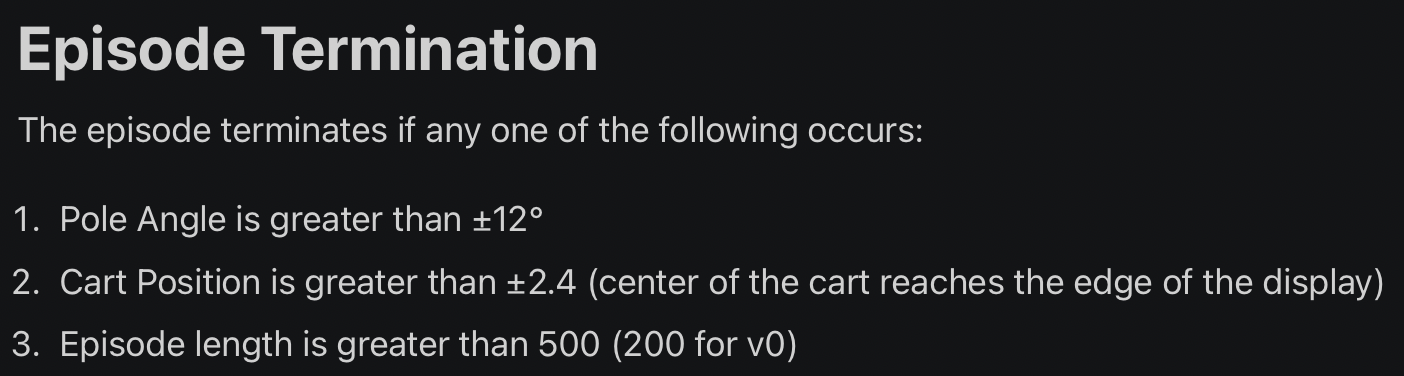 Episode Termination
The episode terminates if any one of the following occurs:
1. Pole Angle is greater than ±12°
2. Cart Position is greater than ±2.4 (center of the cart reaches the edge of the display)
3. Episode length is greater than 500 (200 for v0)